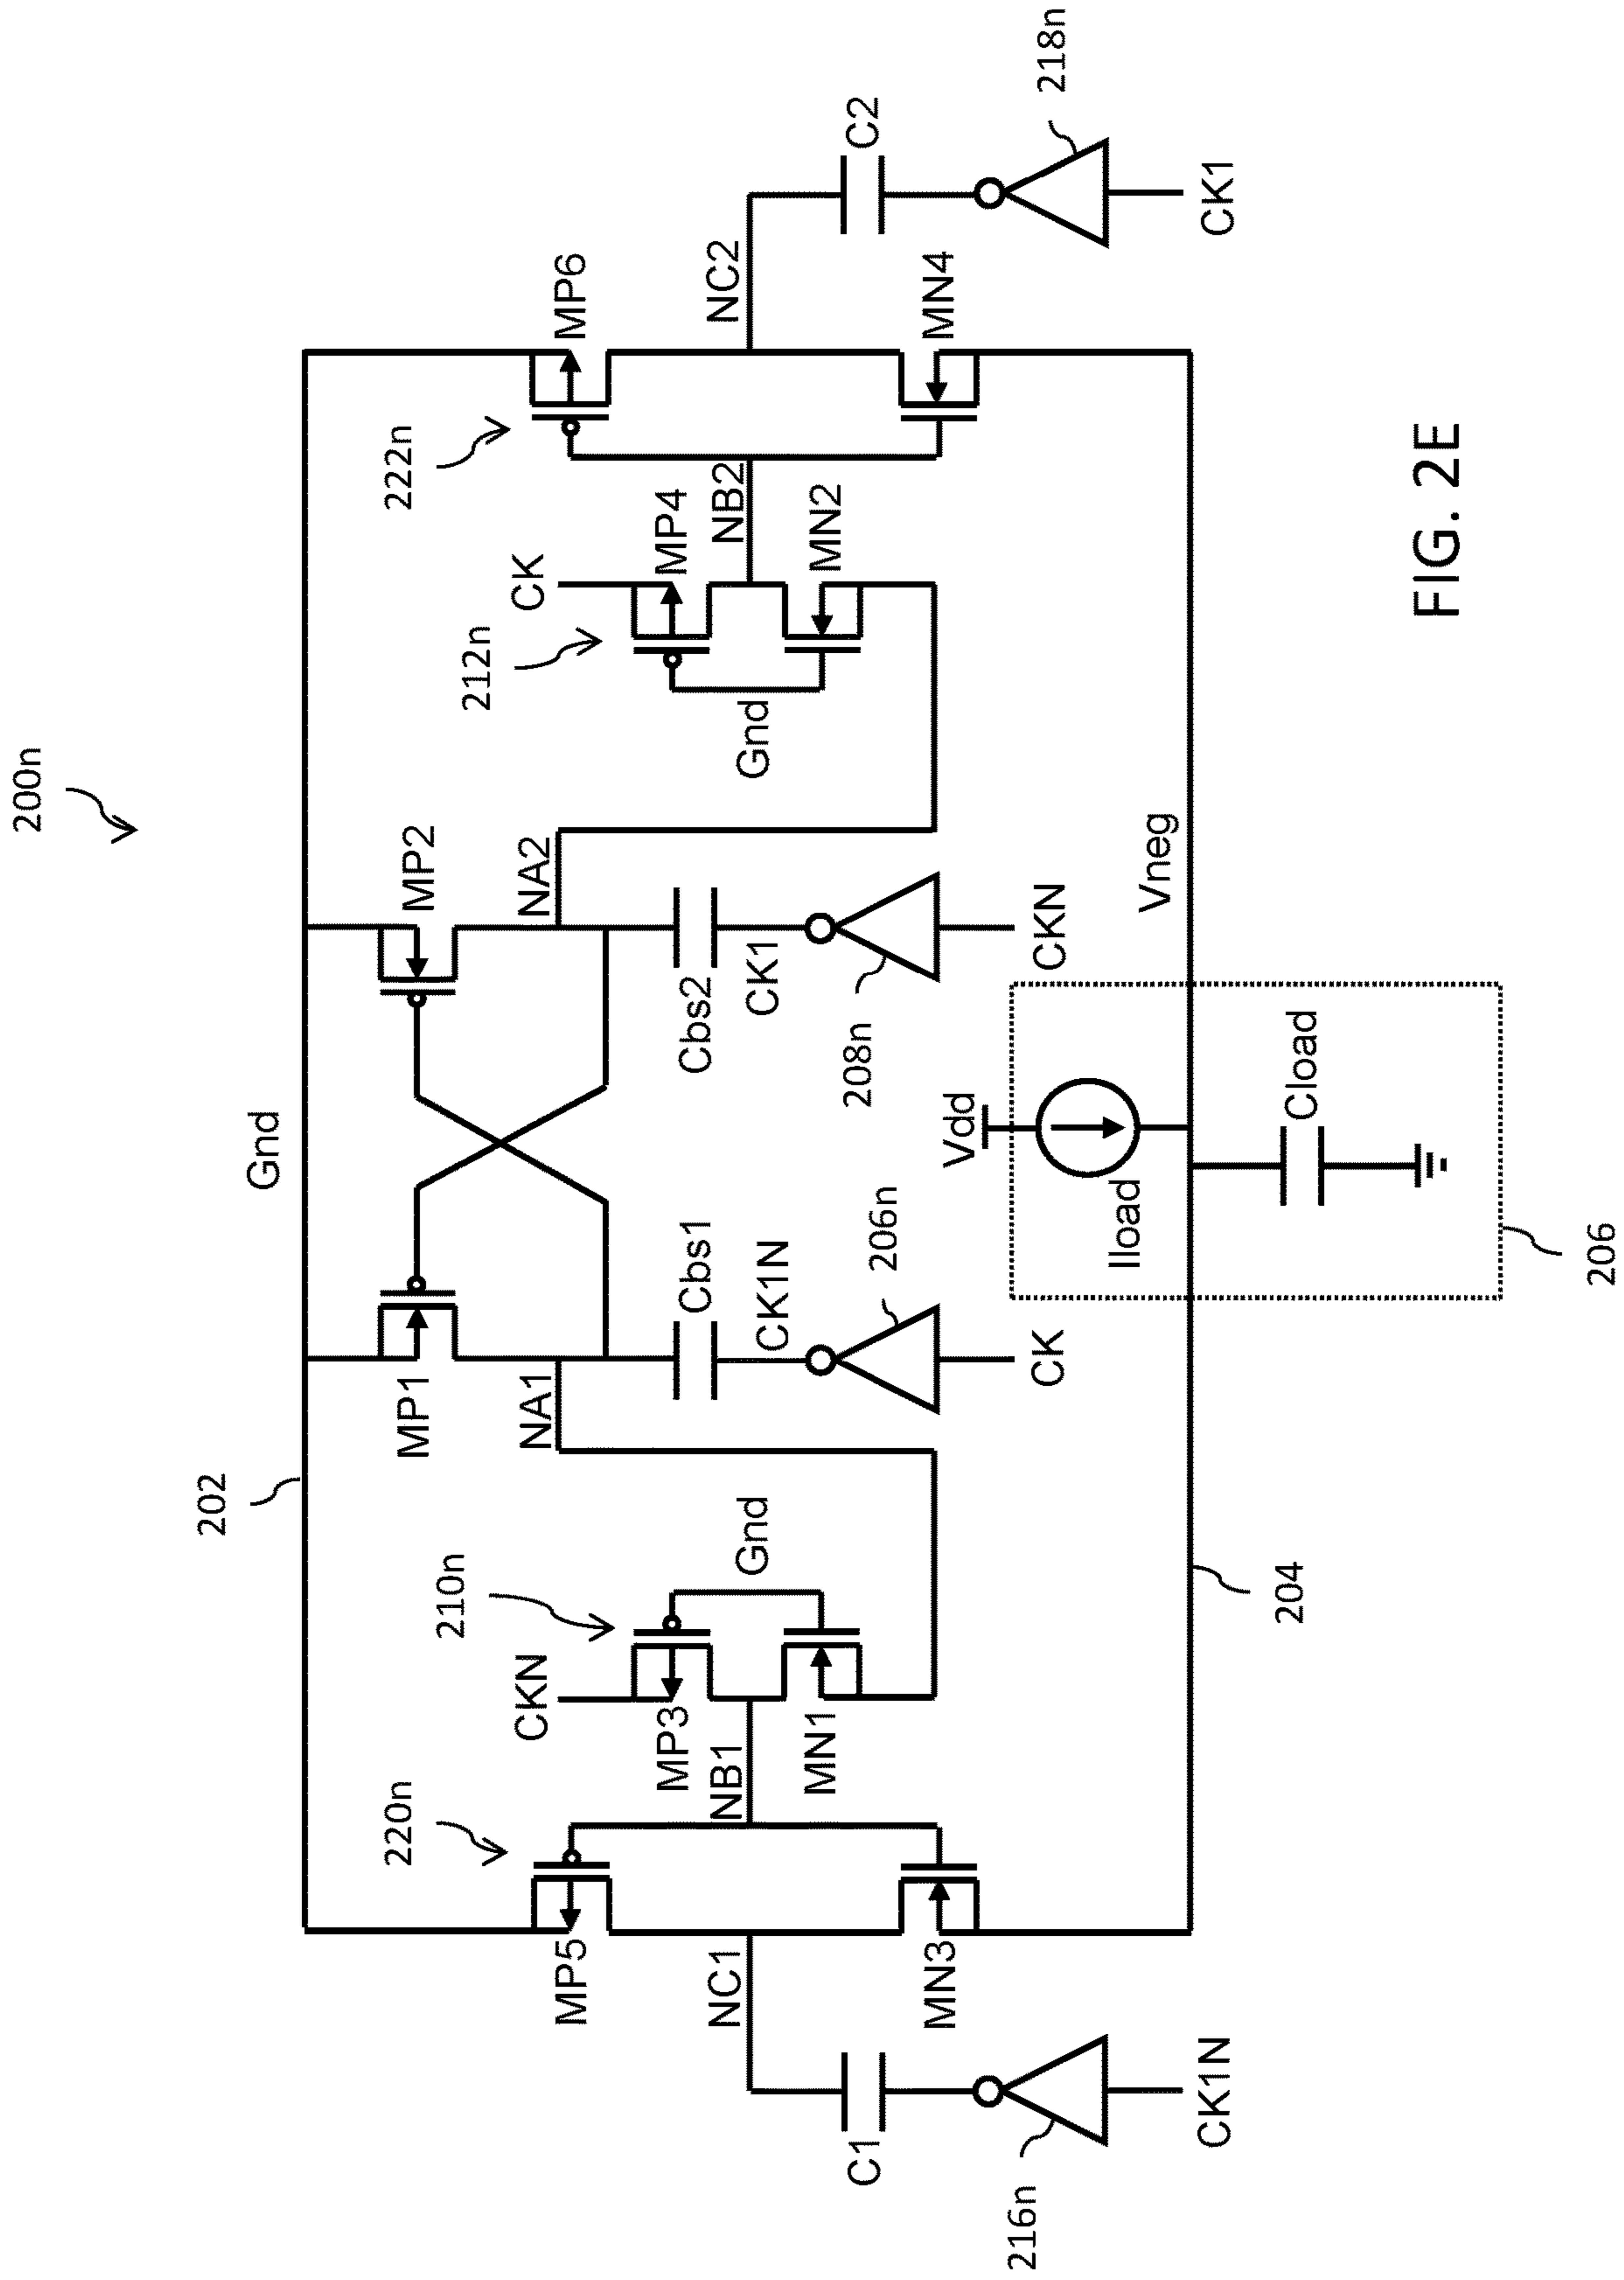 200n
202
Gnd
222n
220n
MP1
MP2
MP5
MP6
210n
212n
CKN
CK
NA1
NA2
MP3
MP4
Gnd
Gnd
NC1
NB1
NB2
NC2
Cbs1
Cbs2
CK1N
CK1
MN1
MN2
C1
C2
206n
208n
MN3
MN4
216n
218n
CK
CKN
Vdd
Iload
Vneg
CK1N
CK1
204
Cload
206
FIG. 2E